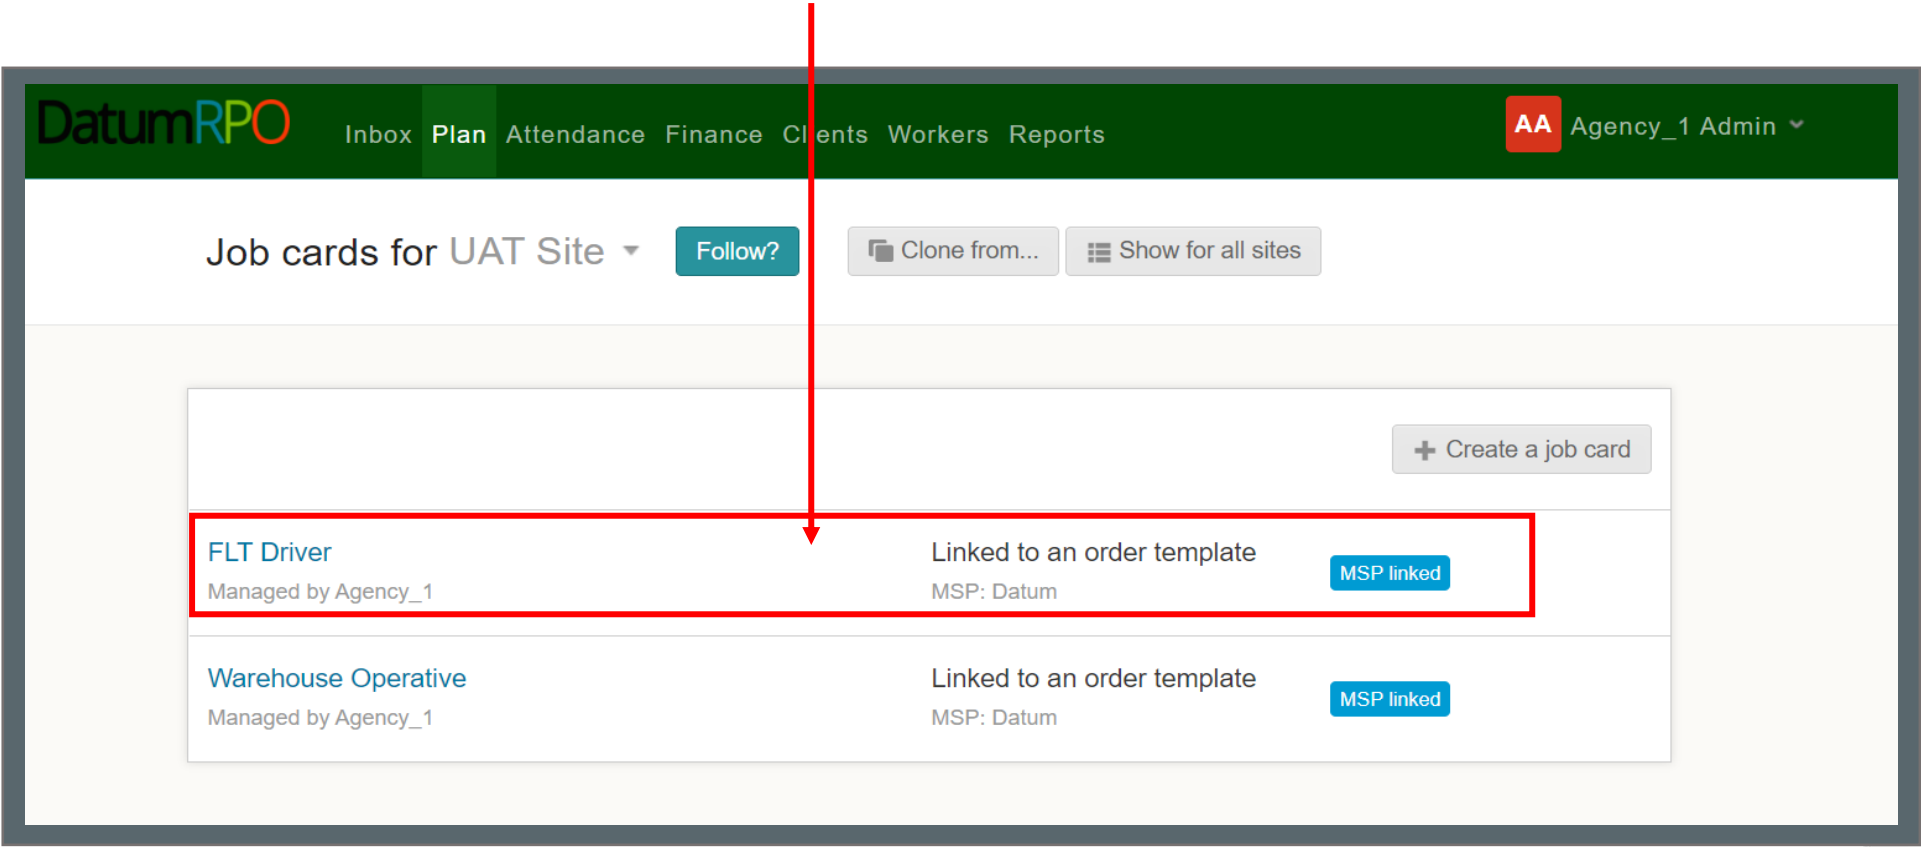 DatumRPO Inbox Plan Attendance Finance Clients Workers Reports AA Agency_1 Admin
Job cards for UAT Site Follow? Clone from... Show for all sites
Create a job card
FLT Driver Linked to an order template MSP linked
Managed by Agency_1 MSP: Datum
Warehouse Operative Linked to an order template MSP linked
Managed by Agency_1 MSP: Datum